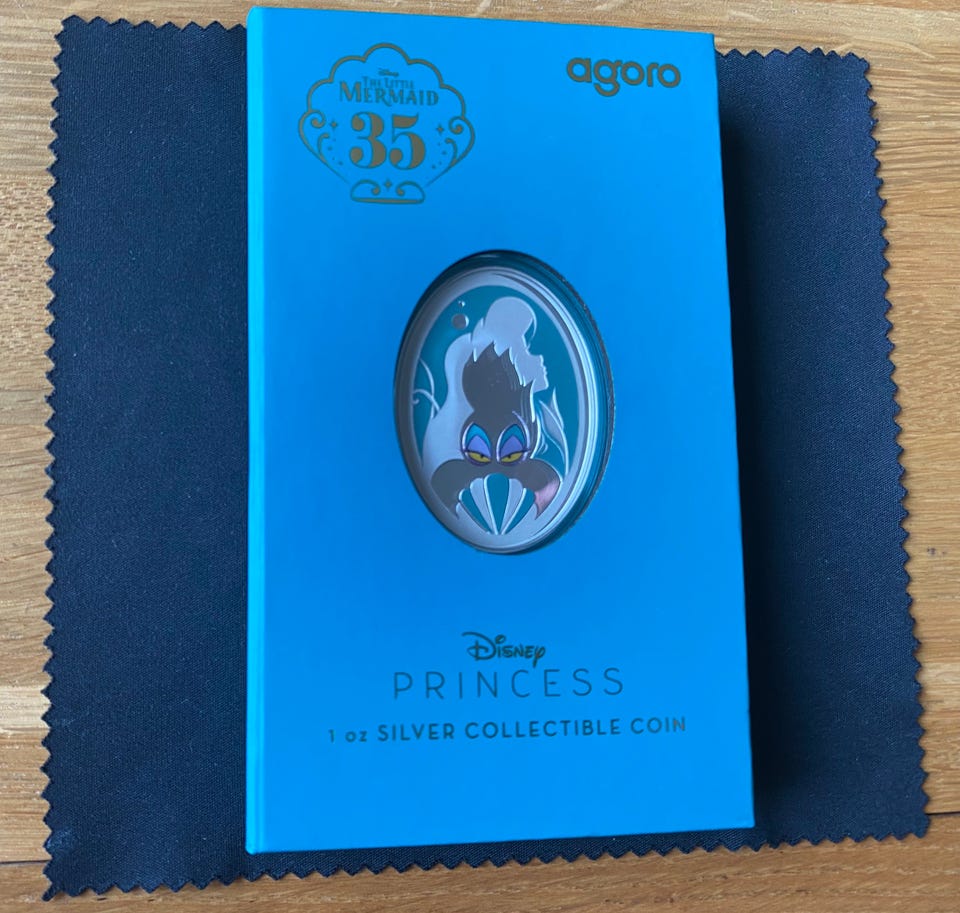 Disney
THE LITTLE
MERMAID
35
agoro
Disney
PRINCESS
1 oz SILVER COLLECTIBLE COIN